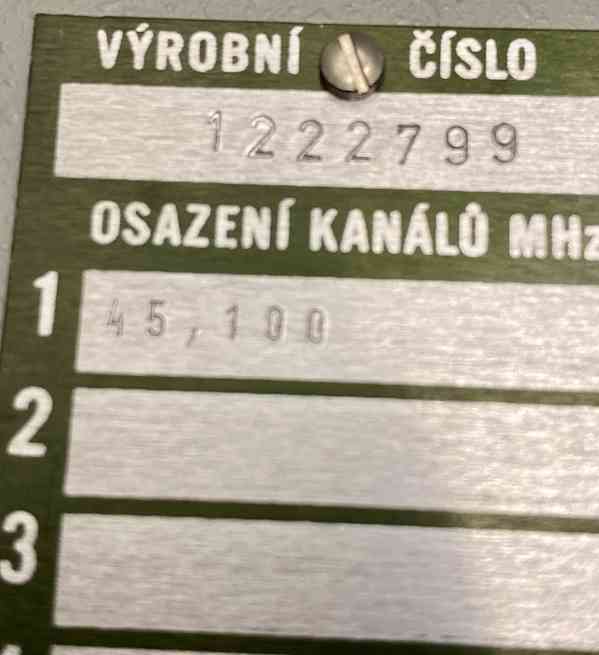 VÝROBNÍ ČÍSLO
1222799
OSAZENÍ KANÁLŮ MHz
1 45,100
2
3